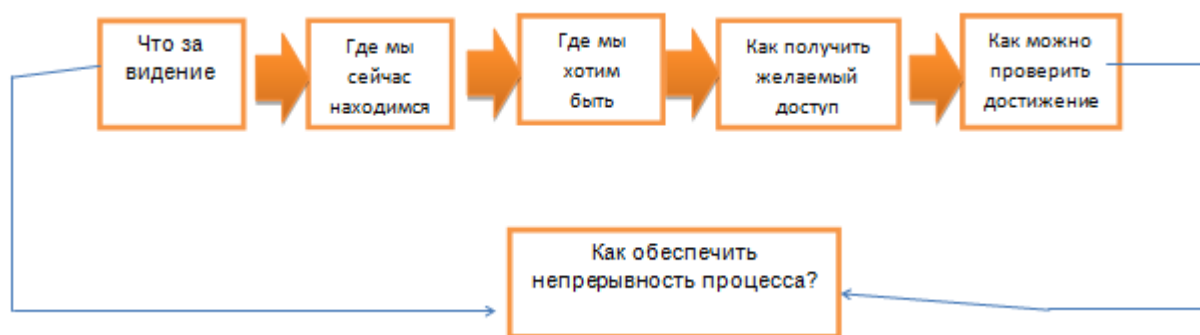 Что за
видение
Где мы
сейчас
находимся
Где мы
хотим
быть
Как получить
желаемый
доступ
Как можно
проверить
достижение
Как обеспечить
непрерывность процесса?